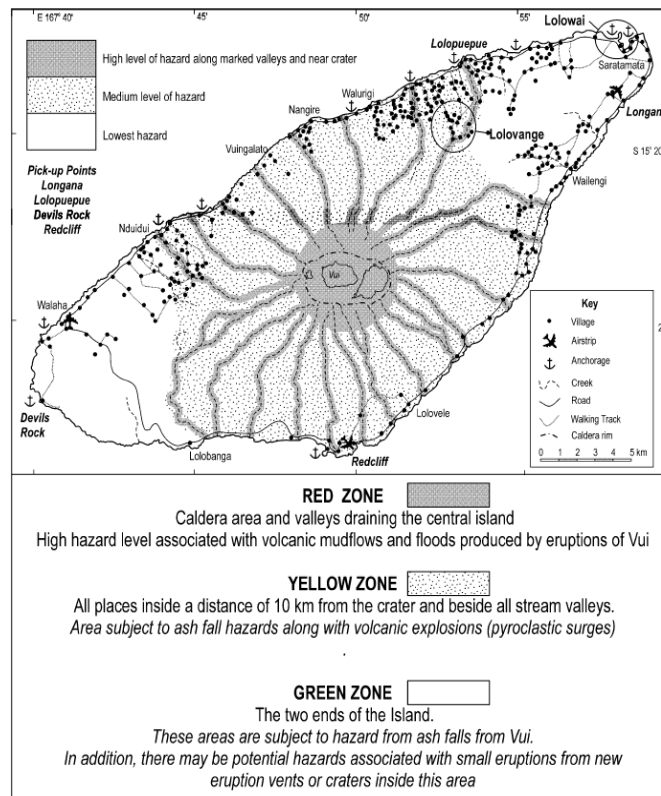 E 167° 40'
45'
50'
55'
Lolowai
High level of hazard along marked valleys and near crater
Lolopuepue
Saratamata
Medium level of hazard
Walurigi
Nangire
Longana
Lowest hazard
Lolovange
S 15° 20'
Vuingalato
Pick-up Points
Longana
Lolopuepue
Devils Rock
Redcliff
Wailengi
Nduidui
Vui
Walaha
Key
Village
Airstrip
Anchorage
Creek
Road
Walking Track
Caldera rim
0 1 2 3 4 5 km
Devils
Rock
Lolovele
Lolobanga
Redcliff
RED ZONE
Caldera area and valleys draining the central island
High hazard level associated with volcanic mudflows and floods produced by eruptions of Vui
YELLOW ZONE
All places inside a distance of 10 km from the crater and beside all stream valleys.
Area subject to ash fall hazards along with volcanic explosions (pyroclastic surges)
.
GREEN ZONE
The two ends of the Island.
These areas are subject to hazard from ash falls from Vui.
In addition, there may be potential hazards associated with small eruptions from new
eruption vents or craters inside this area